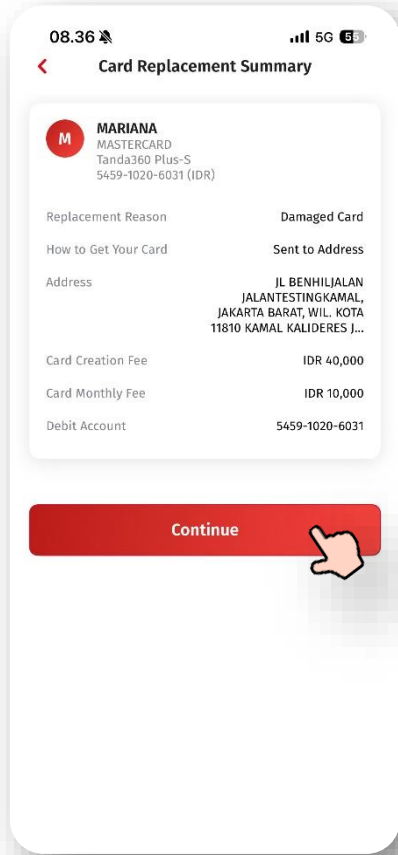 08.36 5G 55
Card Replacement Summary
M
MARIANA
MASTERCARD
Tanda360 Plus-S
5459-1020-6031 (IDR)
Replacement Reason Damaged Card
How to Get Your Card Sent to Address
Address JL BENHILJALAN
JALANTESTINGKAMAL,
JAKARTA BARAT, WIL. KOTA
11810 KAMAL KALIDERES J...
Card Creation Fee IDR 40,000
Card Monthly Fee IDR 10,000
Debit Account 5459-1020-6031
Continue